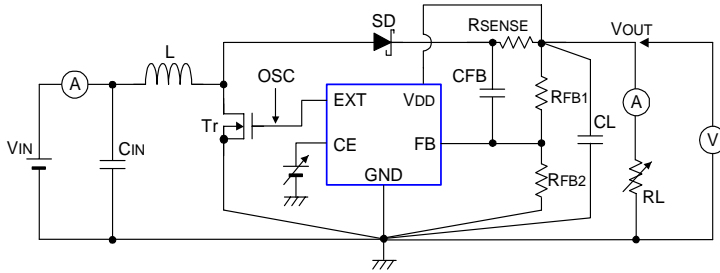 SD
RSENSE
VOUT
L
A
OSC
CFB
RFB1
A
EXT
VDD
CL
Tr
VIN
CIN
CE
FB
V
GND
RFB2
RL